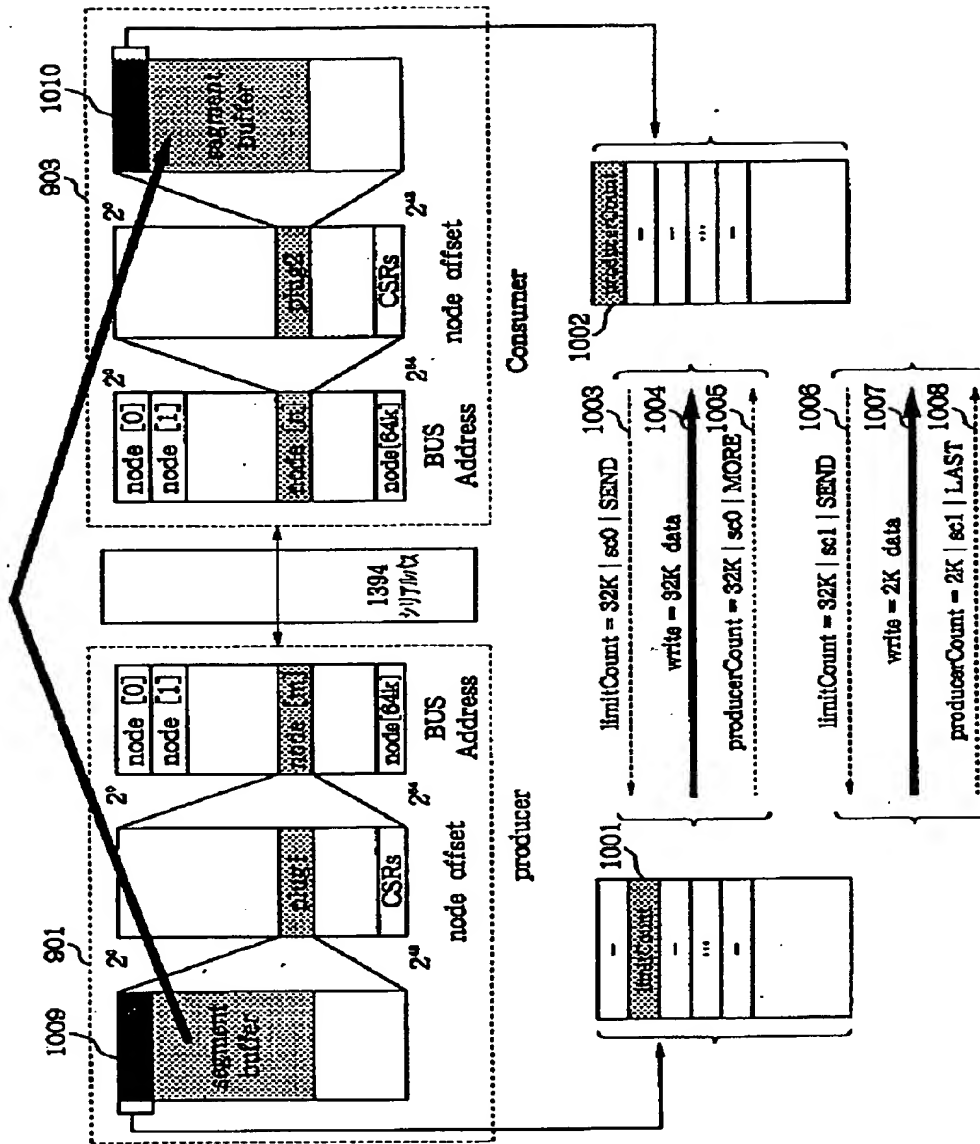 901
producer
1009
segment
buffer
2⁰
plug1
CSRs
2⁴⁸
node offset
2⁰
node [0]
node [1]
node [m]
node[64k]
2⁶⁴
BUS
Address
1394
シリアルバス
903
Consumer
node [0]
node [1]
node[64k]
2⁰
2⁶⁴
BUS
Address
plug2
CSRs
2⁰
2⁴⁸
node offset
1010
segment
buffer
1001
-
limitCount
-
...
-
limitCount = 32K | sc0 | SEND
1003
write = 32K data
1004
producerCount = 32K | sc0 | MORE
1005
limitCount = 32K | sc1 | SEND
1006
write = 2K data
1007
producerCount = 2K | sc1 | LAST
1008
1002
producerCount
-
-
...
-